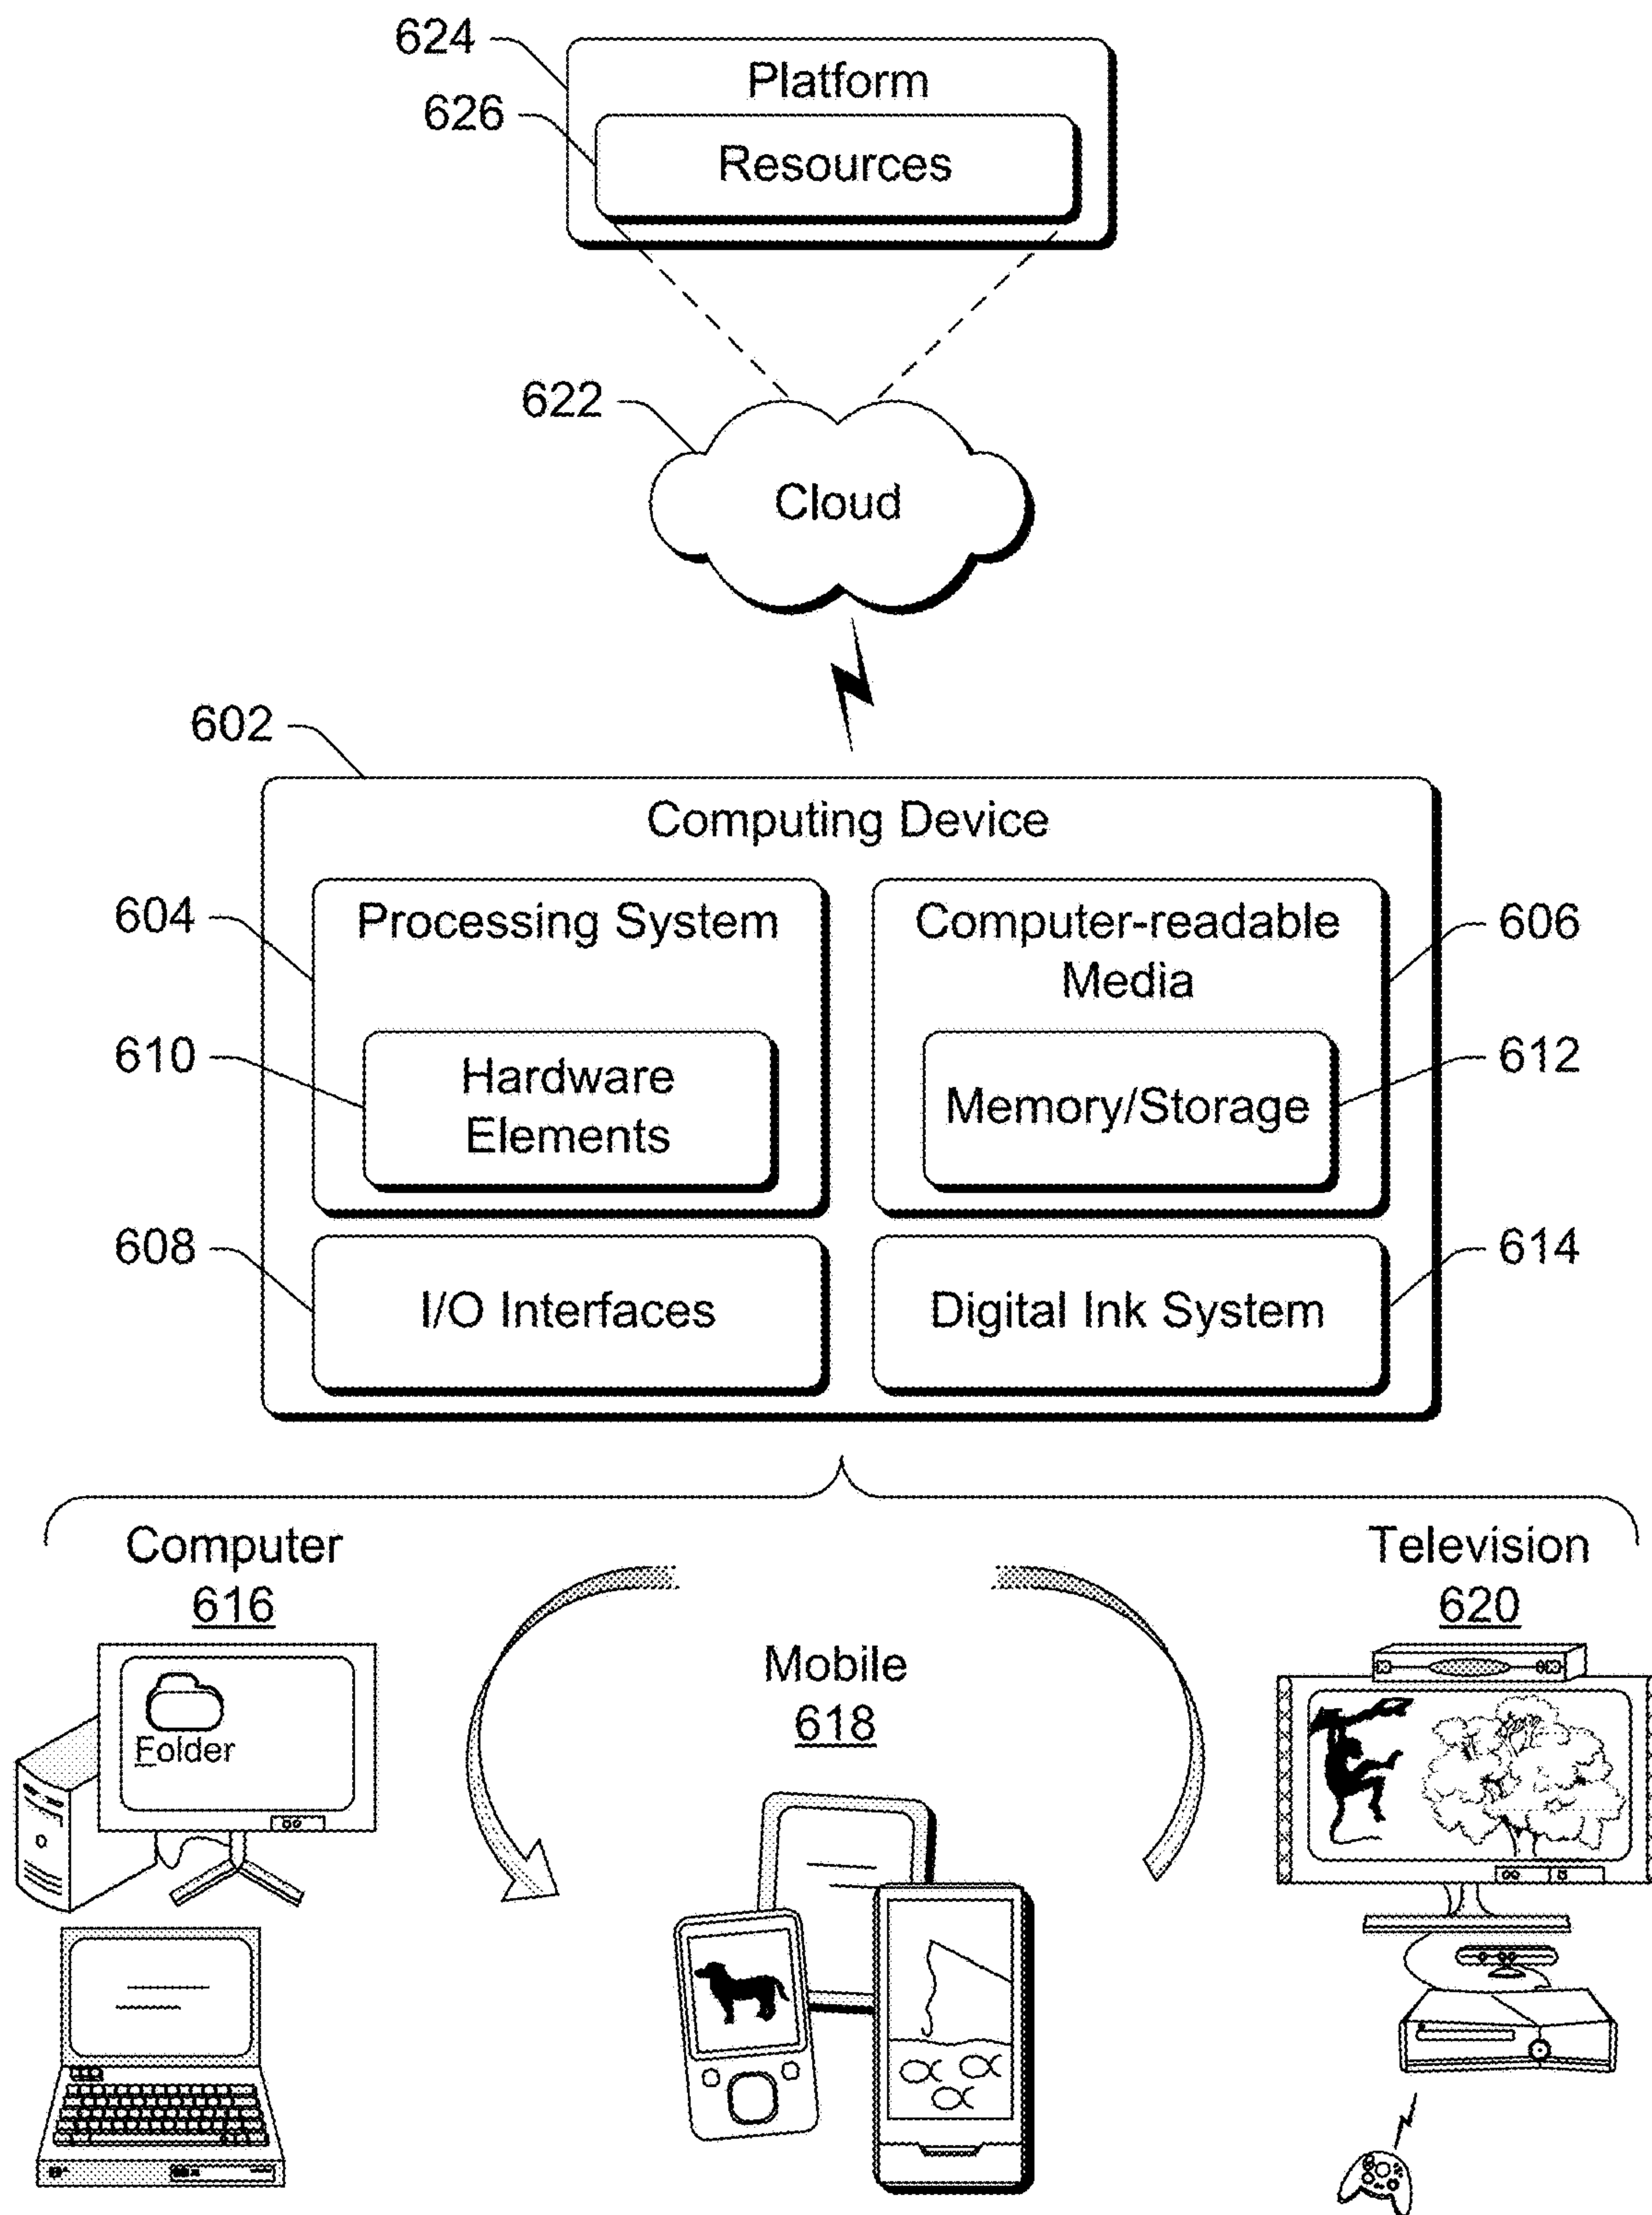 624
Platform
626
Resources
622
Cloud
602
Computing Device
604
Processing System
Computer-readable
Media
606
610
Hardware
Elements
Memory/Storage
612
608
I/O Interfaces
Digital Ink System
614
Computer
616
Folder
Mobile
618
Television
620